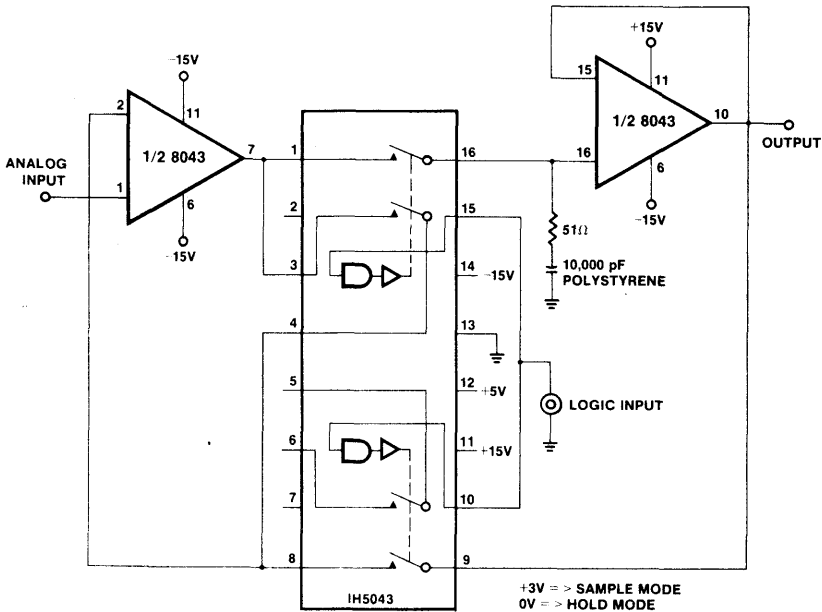 -15V
2
11
1/2 8043
7
ANALOG
INPUT
1
6
-15V
1
16
2
15
3
14
-15V
4
13
5
12
+5V
6
11
+15V
7
10
8
9
IH5043
+15V
15
11
1/2 8043
10
OUTPUT
16
6
-15V
51Ω
10,000 pF
POLYSTYRENE
LOGIC INPUT
+3V = > SAMPLE MODE
0V = > HOLD MODE